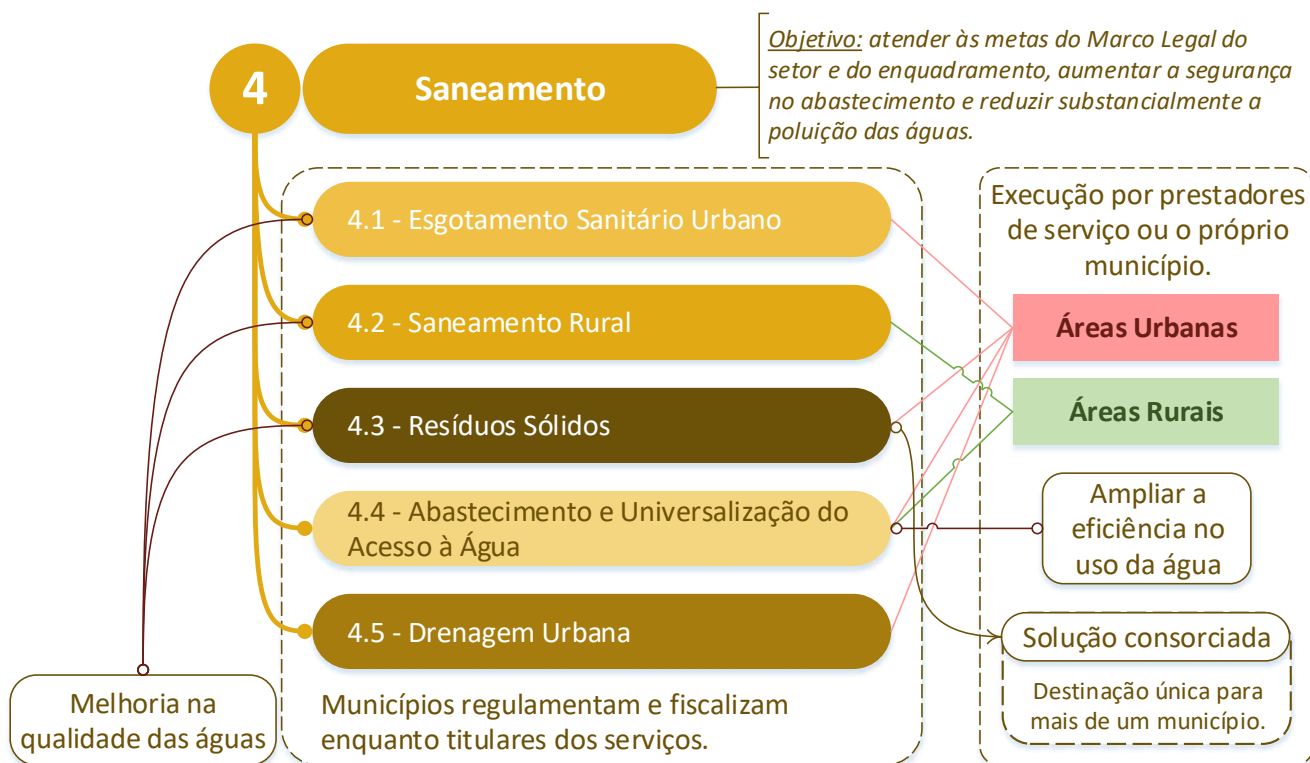 4
Saneamento
Objetivo: atender às metas do Marco Legal do
setor e do enquadramento, aumentar a segurança
no abastecimento e reduzir substancialmente a
poluição das águas.
4.1 - Esgotamento Sanitário Urbano
4.2 - Saneamento Rural
4.3 - Resíduos Sólidos
4.4 - Abastecimento e Universalização do
Acesso à Água
4.5 - Drenagem Urbana
Municípios regulamentam e fiscalizam
enquanto titulares dos serviços.
Melhoria na
qualidade das águas
Execução por prestadores
de serviço ou o próprio
município.
Áreas Urbanas
Áreas Rurais
Ampliar a
eficiência no
uso da água
Solução consorciada
Destinação única para
mais de um município.